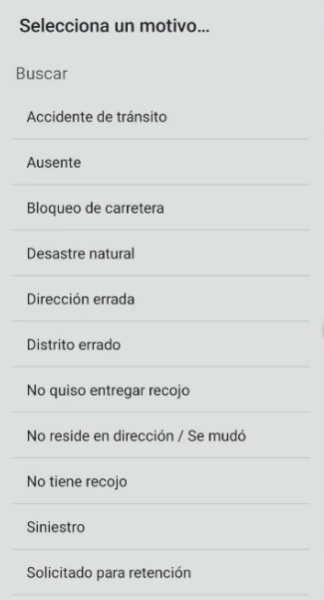 Selecciona un motivo...
Buscar
Accidente de tránsito
Ausente
Bloqueo de carretera
Desastre natural
Dirección errada
Distrito errado
No quiso entregar recojo
No reside en dirección / Se mudó
No tiene recojo
Siniestro
Solicitado para retención